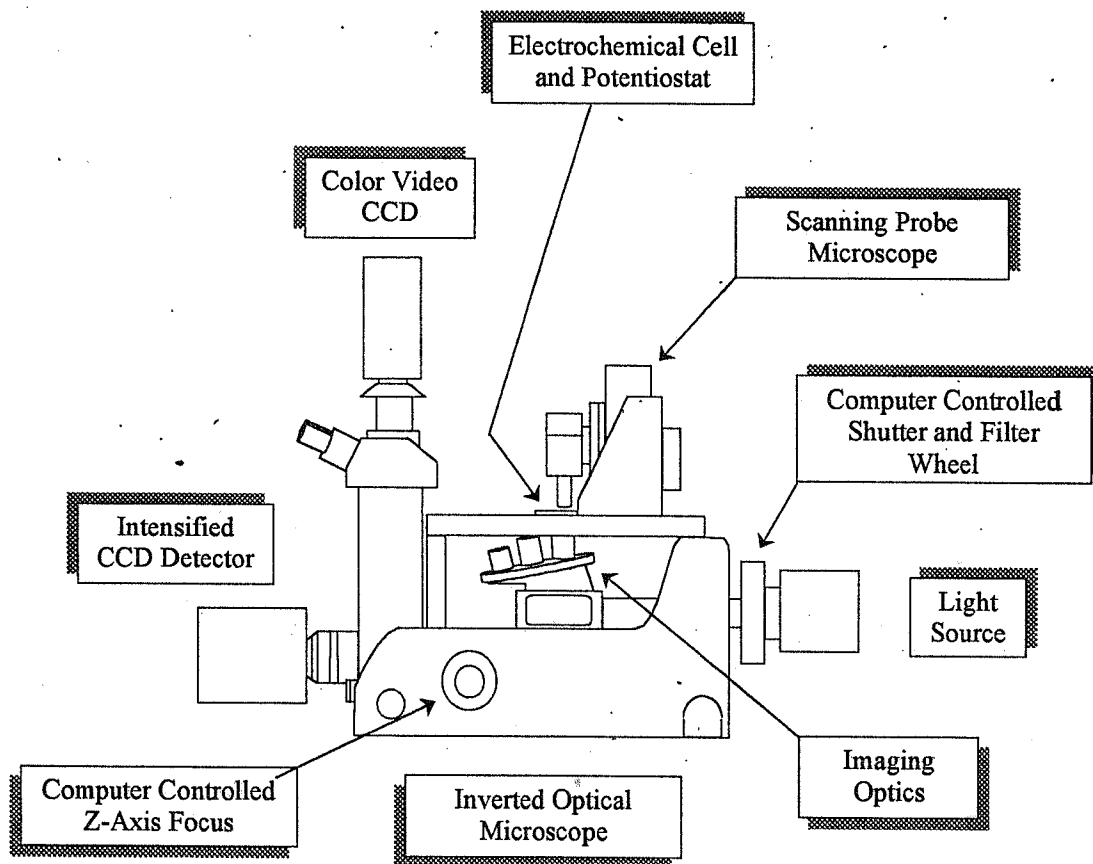 Electrochemical Cell
and Potentiostat
Color Video
CCD
Scanning Probe
Microscope
Computer Controlled
Shutter and Filter
Wheel
Intensified
CCD Detector
Light
Source
Computer Controlled
Z-Axis Focus
Inverted Optical
Microscope
Imaging
Optics